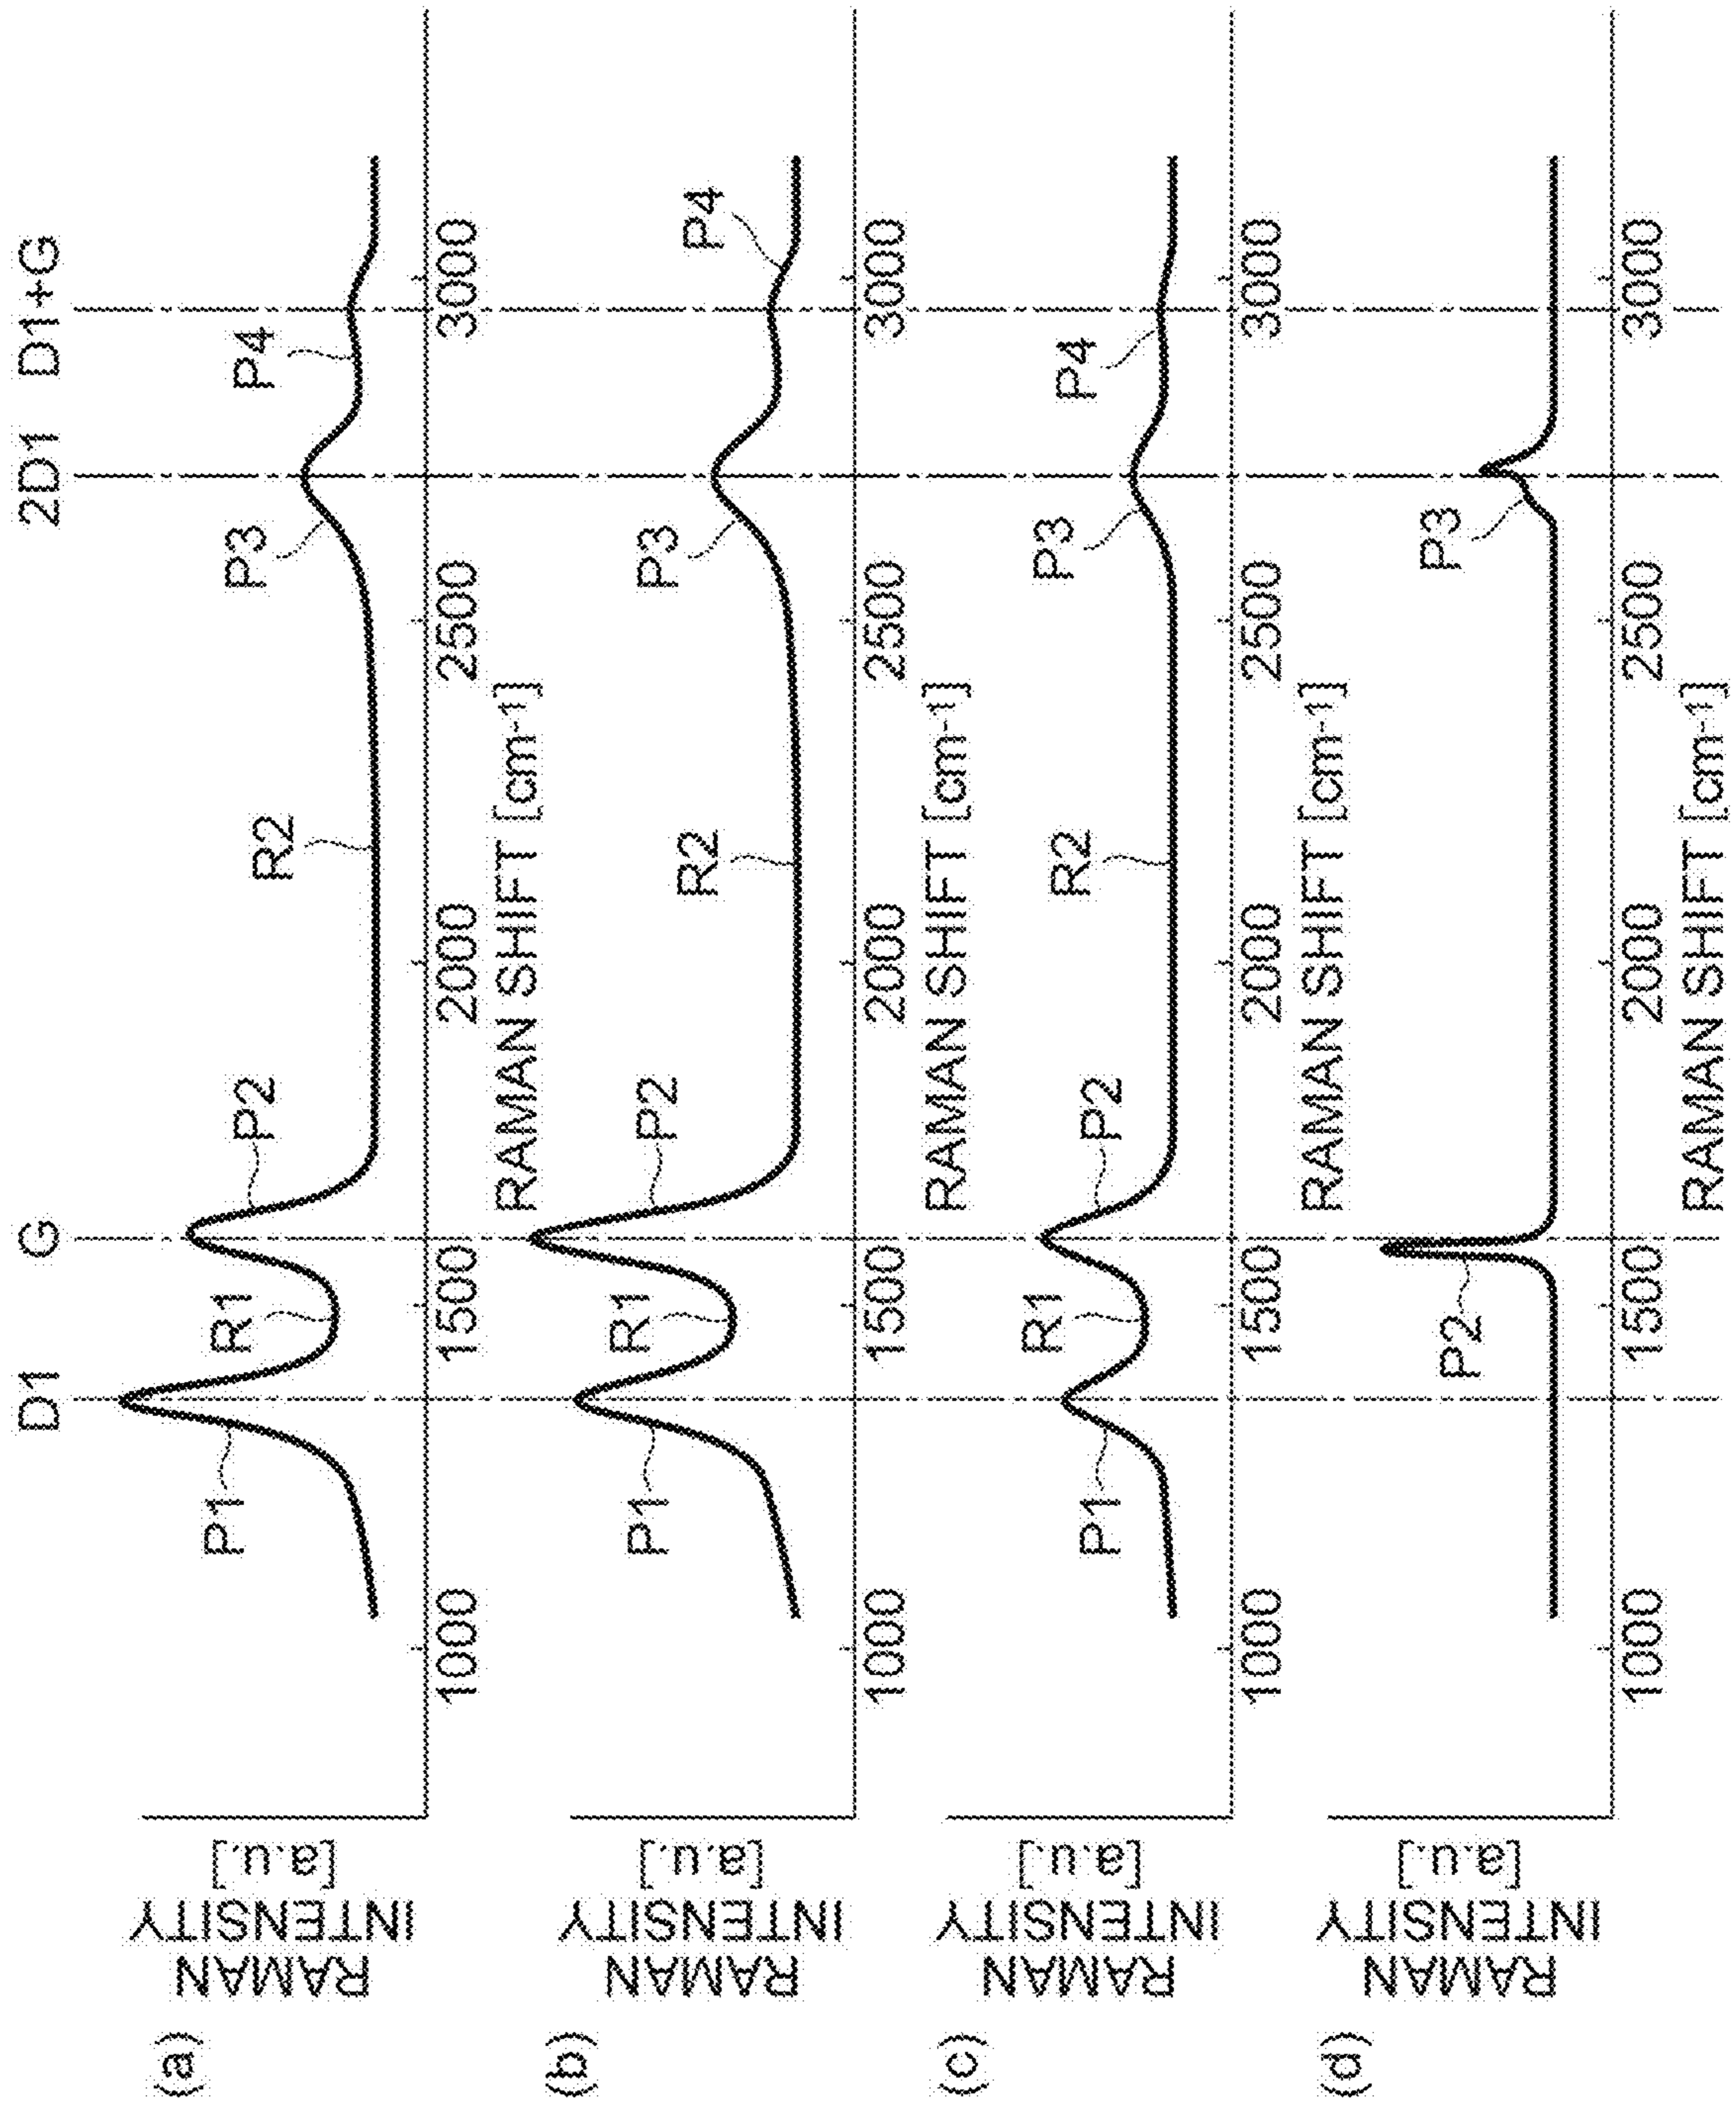 D1 G 2D1 D1+G
(a)
RAMAN
INTENSITY
[a.u.]
P1 R1 P2 R2 P3 P4
1000 1500 2000 2500 3000
RAMAN SHIFT [cm-1]
(b)
RAMAN
INTENSITY
[a.u.]
P1 R1 P2 R2 P3 P4
1000 1500 2000 2500 3000
RAMAN SHIFT [cm-1]
(c)
RAMAN
INTENSITY
[a.u.]
P1 R1 P2 R2 P3 P4
1000 1500 2000 2500 3000
RAMAN SHIFT [cm-1]
(d)
RAMAN
INTENSITY
[a.u.]
P2 P3
1000 1500 2000 2500 3000
RAMAN SHIFT [cm-1]